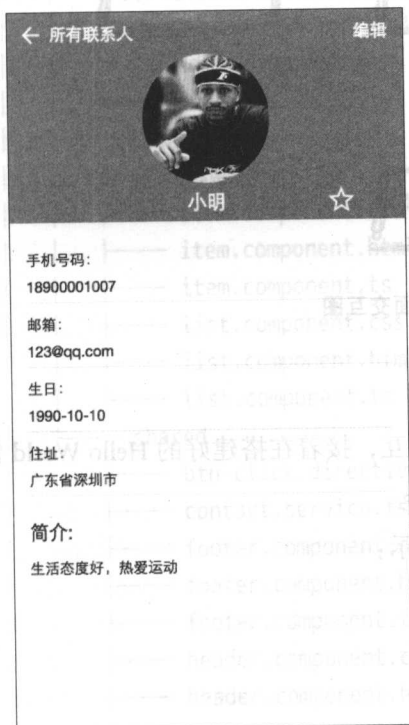 ← 所有联系人 编辑
小明 ☆
手机号码:
18900001007
邮箱:
123@qq.com
生日:
1990-10-10
住址:
广东省深圳市
简介:
生活态度好，热爱运动